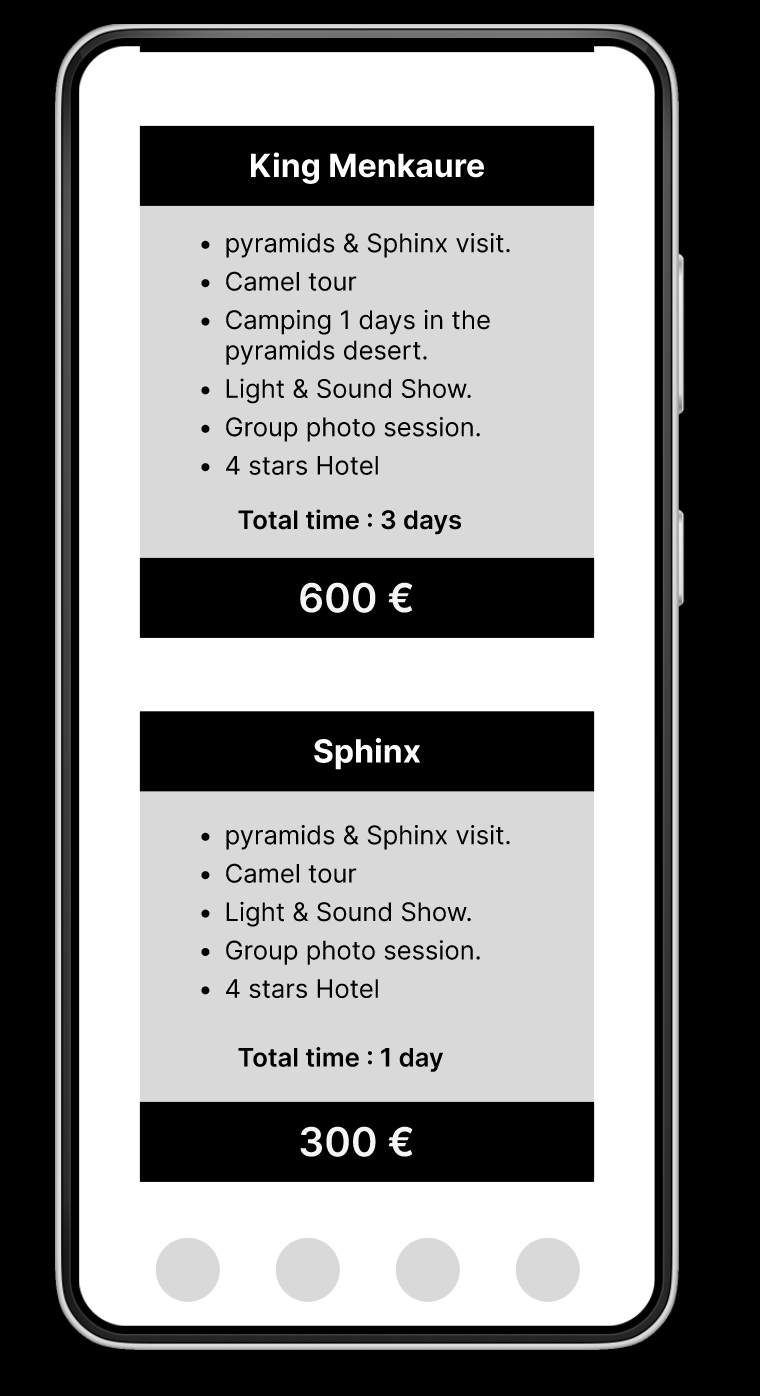 King Menkaure
• pyramids & Sphinx visit.
• Camel tour
• Camping 1 days in the
pyramids desert.
• Light & Sound Show.
• Group photo session.
• 4 stars Hotel
Total time : 3 days
600 €
Sphinx
• pyramids & Sphinx visit.
• Camel tour
• Light & Sound Show.
• Group photo session.
• 4 stars Hotel
Total time : 1 day
300 €